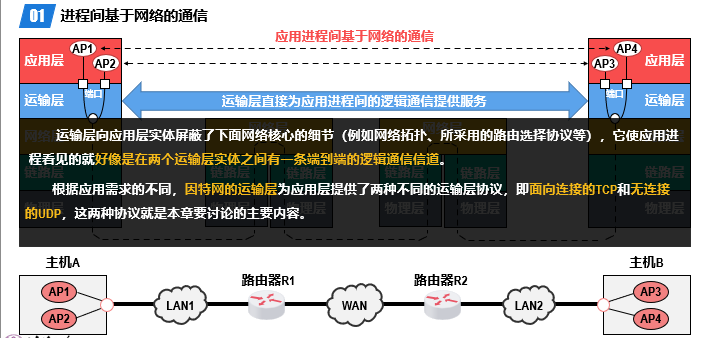 01 进程间基于网络的通信
应用进程间基于网络的通信
AP1 AP4
应用层 AP2 AP3 应用层
端口 端口
运输层 运输层直接为应用进程间的逻辑通信提供服务 运输层
运输层向应用层实体屏蔽了下面网络核心的细节（例如网络拓扑、所采用的路由选择协议等），它使应用进
程看见的就好像是在两个运输层实体之间有一条端到端的逻辑通信信道。
根据应用需求的不同，因特网的运输层为应用层提供了两种不同的运输层协议，即面向连接的TCP和无连接
的UDP，这两种协议就是本章要讨论的主要内容。
链路层 链路层 链路层 链路层
物理层 物理层 物理层 物理层
主机A 路由器R1 路由器R2 主机B
AP1 AP3
LAN1 WAN LAN2
AP2 AP4